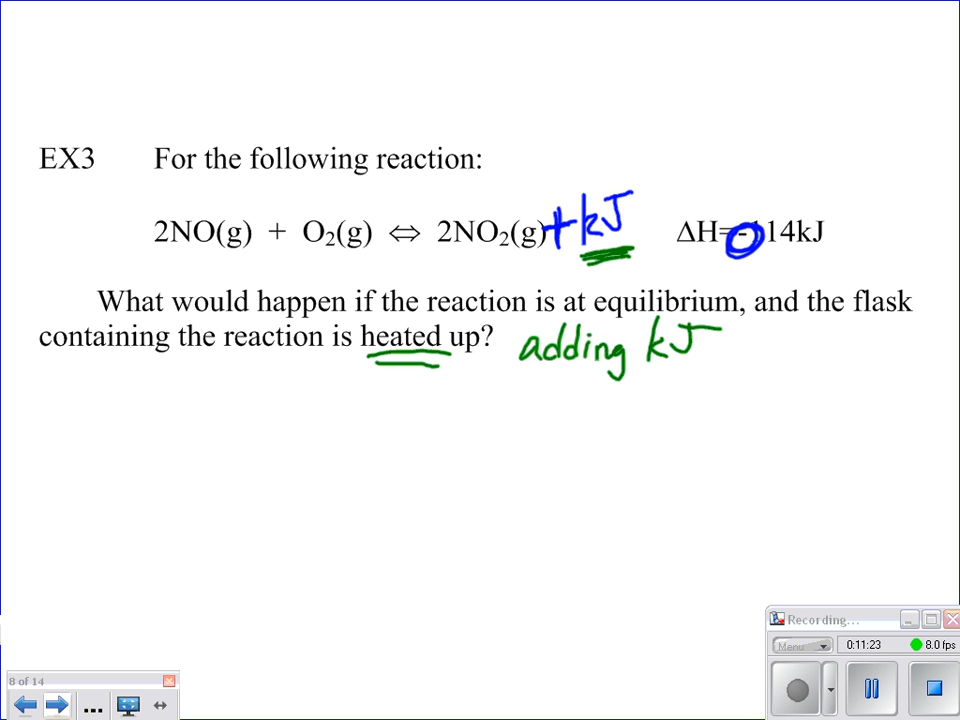 EX3 For the following reaction:
2NO(g) + O₂(g) ⇔ 2NO₂(g) + kJ ΔH=-114kJ
What would happen if the reaction is at equilibrium, and the flask
containing the reaction is heated up? adding kJ
Recording...
Menu 0:11:23 8.0 fps
8 of 14
...